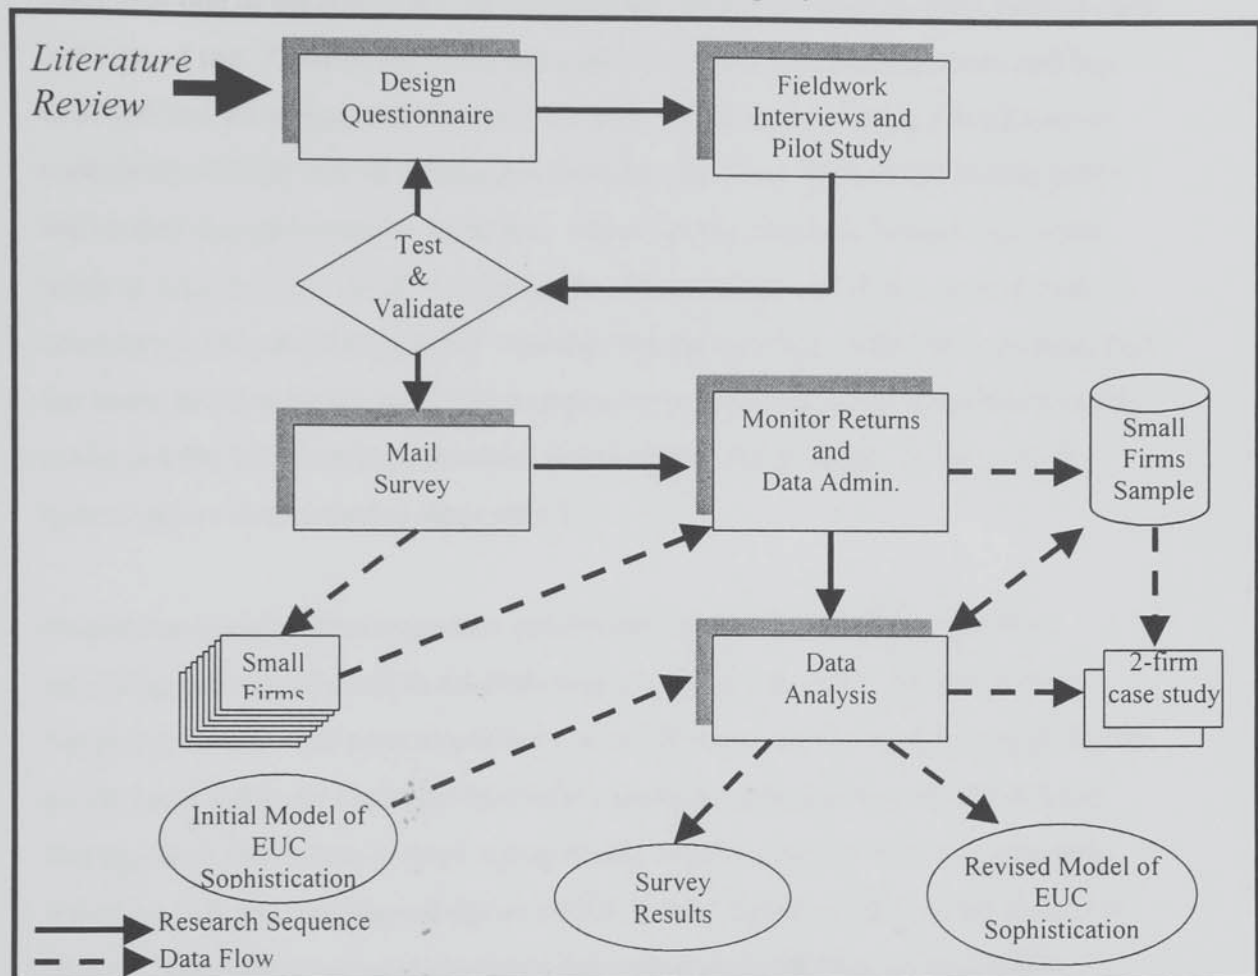 Literature
Review
Design
Questionnaire
Fieldwork
Interviews and
Pilot Study
Test
&
Validate
Mail
Survey
Monitor Returns
and
Data Admin.
Small
Firms
Sample
Small
Firms
Data
Analysis
2-firm
case study
Initial Model of
EUC
Sophistication
Survey
Results
Revised Model of
EUC
Sophistication
Research Sequence
Data Flow